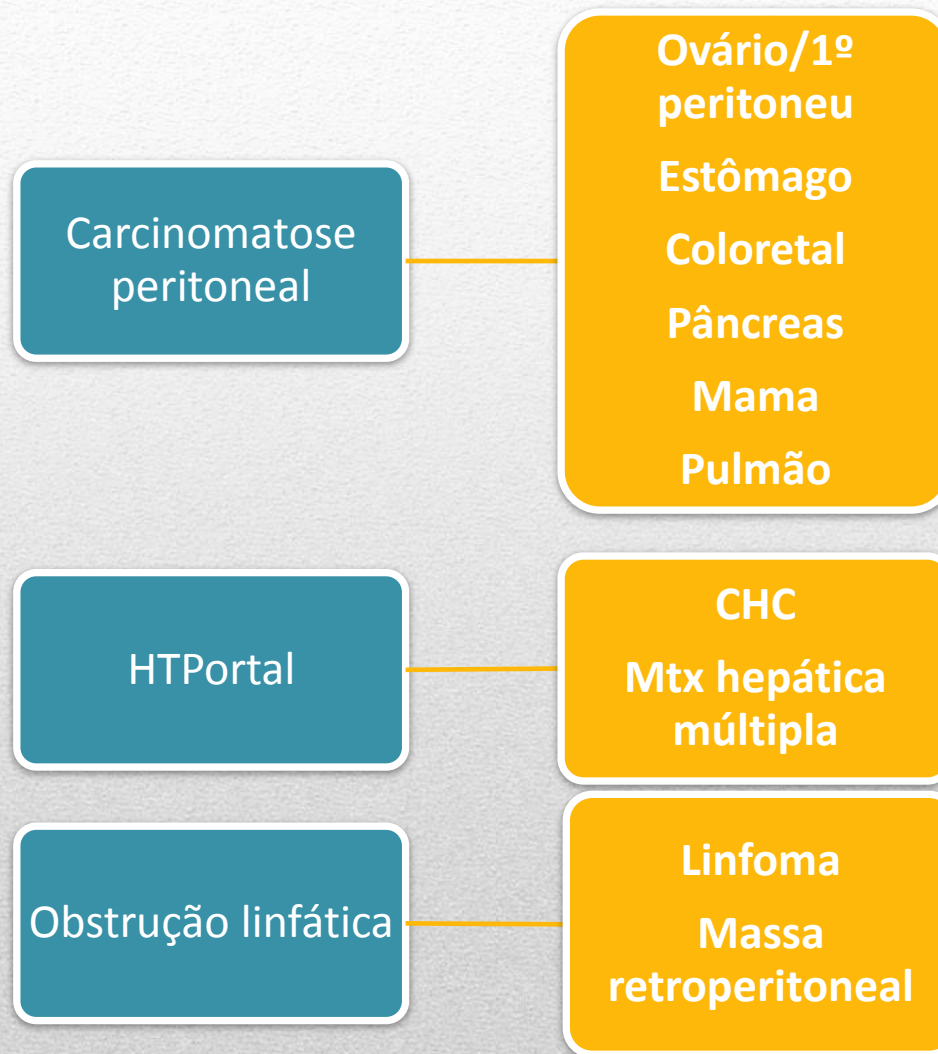 Carcinomatose
peritoneal
Ovário/1º
peritoneu
Estômago
Coloretal
Pâncreas
Mama
Pulmão
HTPortal
CHC
Mtx hepática
múltipla
Obstrução linfática
Linfoma
Massa
retroperitoneal